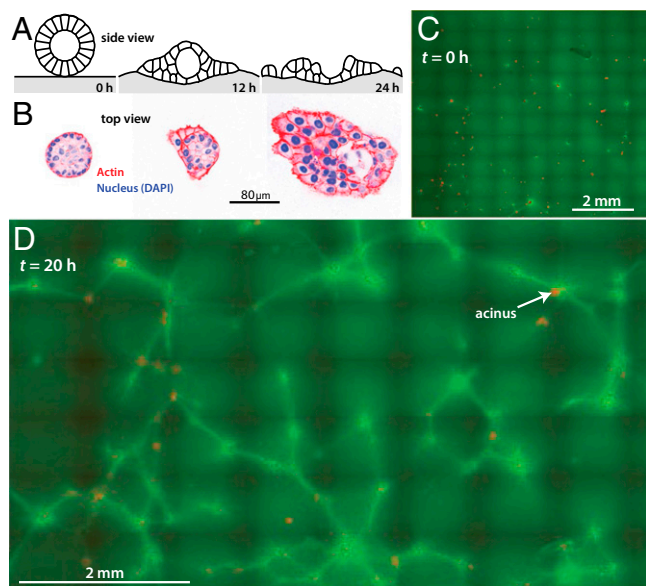 A
side view
0 h
12 h
24 h
B
top view
Actin
Nucleus (DAPI)
80µm
C
t = 0 h
2 mm
D
t = 20 h
acinus
2 mm